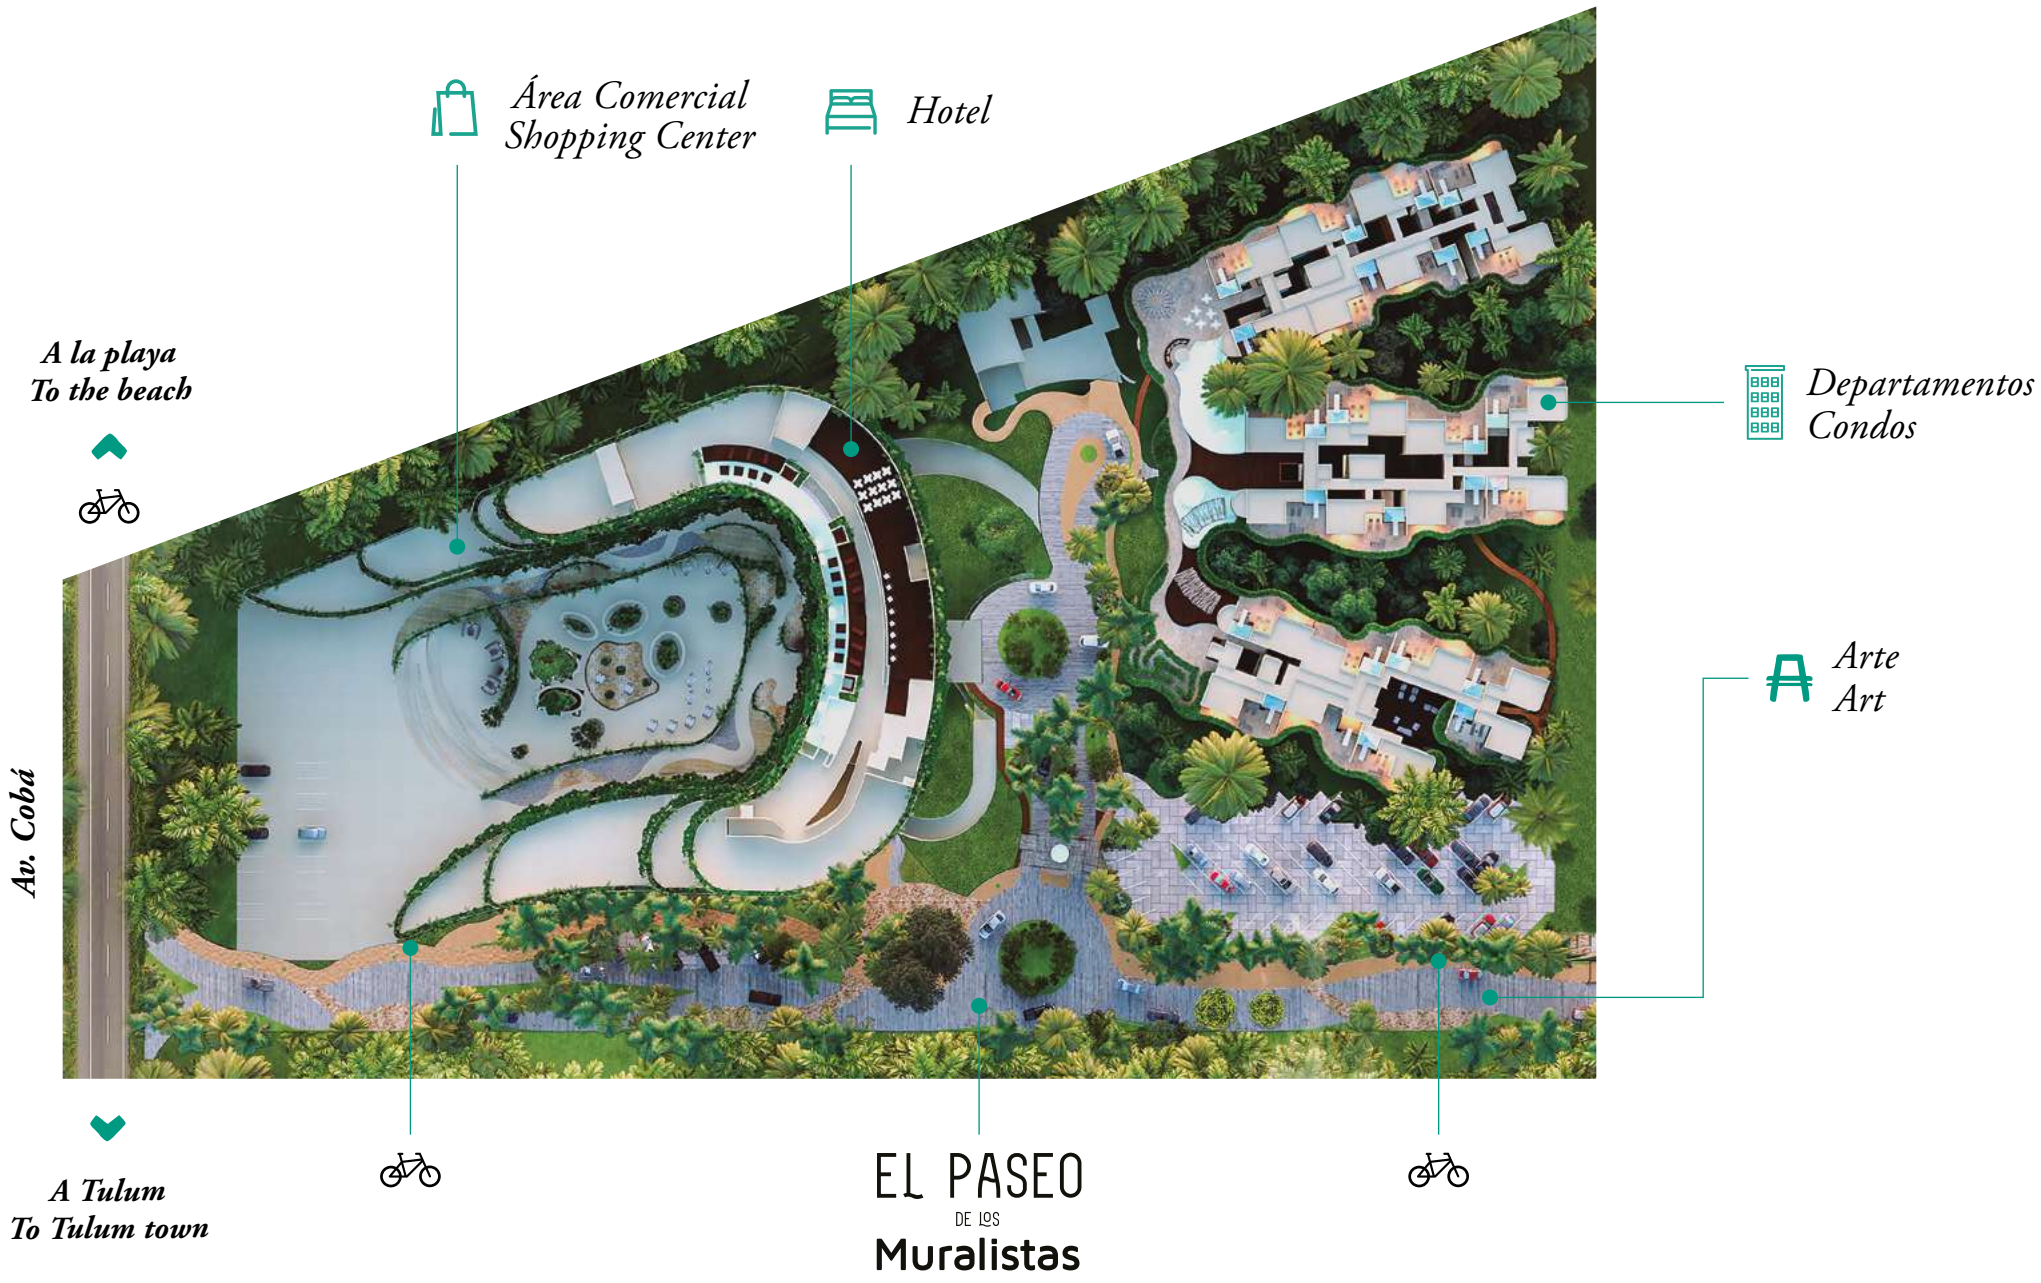 Área Comercial
Shopping Center
Hotel
A la playa
To the beach
Departamentos
Condos
Arte
Art
Av. Cobá
A Tulum
To Tulum town
EL PASEO
DE LOS
Muralistas